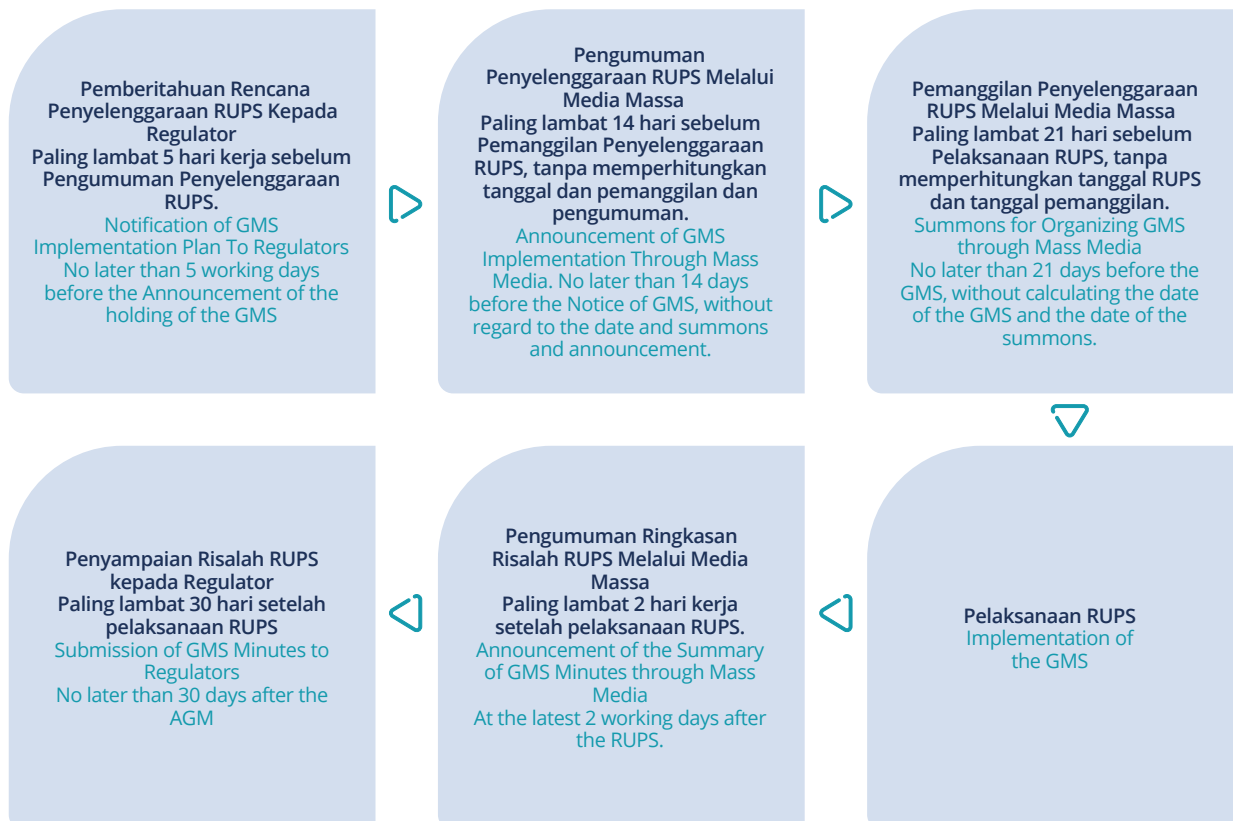 Pemberitahuan Rencana
Penyelenggaraan RUPS Kepada
Regulator
Paling lambat 5 hari kerja sebelum
Pengumuman Penyelenggaraan
RUPS.
Notification of GMS
Implementation Plan To Regulators
No later than 5 working days
before the Announcement of the
holding of the GMS
Pengumuman
Penyelenggaraan RUPS Melalui
Media Massa
Paling lambat 14 hari sebelum
Pemanggilan Penyelenggaraan
RUPS, tanpa memperhitungkan
tanggal dan pemanggilan dan
pengumuman.
Announcement of GMS
Implementation Through Mass
Media. No later than 14 days
before the Notice of GMS, without
regard to the date and summons
and announcement.
Pemanggilan Penyelenggaraan
RUPS Melalui Media Massa
Paling lambat 21 hari sebelum
Pelaksanaan RUPS, tanpa
memperhitungkan tanggal RUPS
dan tanggal pemanggilan.
Summons for Organizing GMS
through Mass Media
No later than 21 days before the
GMS, without calculating the date
of the GMS and the date of the
summons.
Pelaksanaan RUPS
Implementation of
the GMS
Pengumuman Ringkasan
Risalah RUPS Melalui Media
Massa
Paling lambat 2 hari kerja
setelah pelaksanaan RUPS.
Announcement of the Summary
of GMS Minutes through Mass
Media
At the latest 2 working days after
the RUPS.
Penyampaian Risalah RUPS
kepada Regulator
Paling lambat 30 hari setelah
pelaksanaan RUPS
Submission of GMS Minutes to
Regulators
No later than 30 days after the
AGM